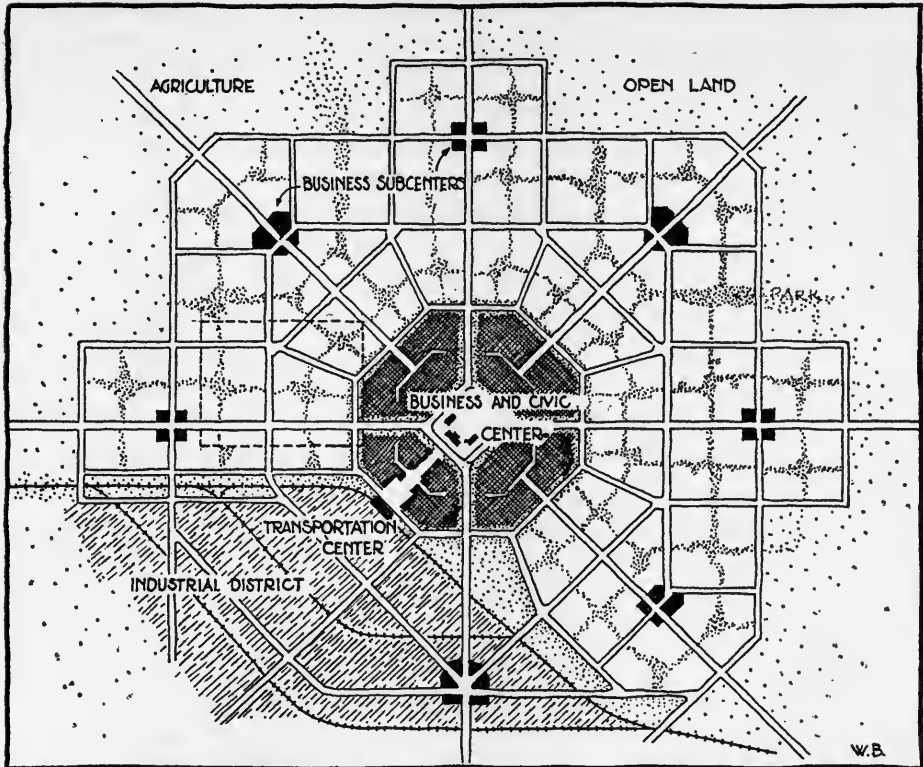 AGRICULTURE
OPEN LAND
BUSINESS SUBCENTERS
PARK
BUSINESS AND CIVIC
CENTER
TRANSPORTATION
CENTER
INDUSTRIAL DISTRICT
W.B.